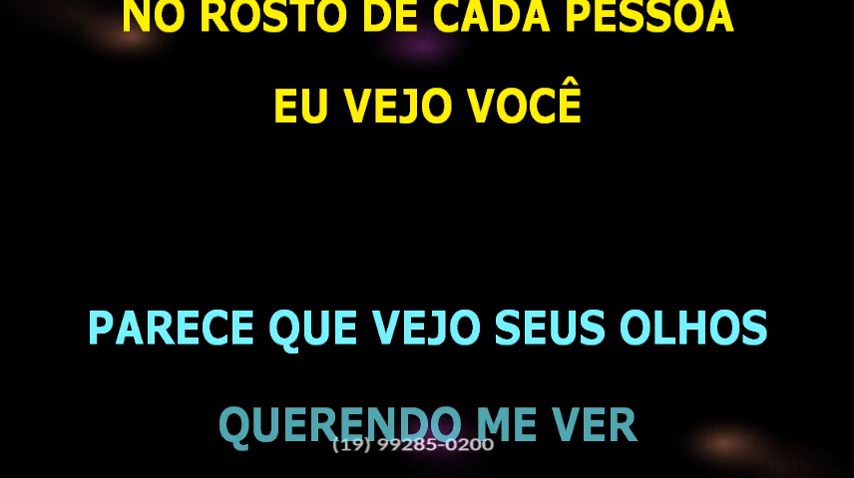 NO ROSTO DE CADA PESSOA
EU VEJO VOCÊ
PARECE QUE VEJO SEUS OLHOS
QUERENDO ME VER
(19) 99285-0200